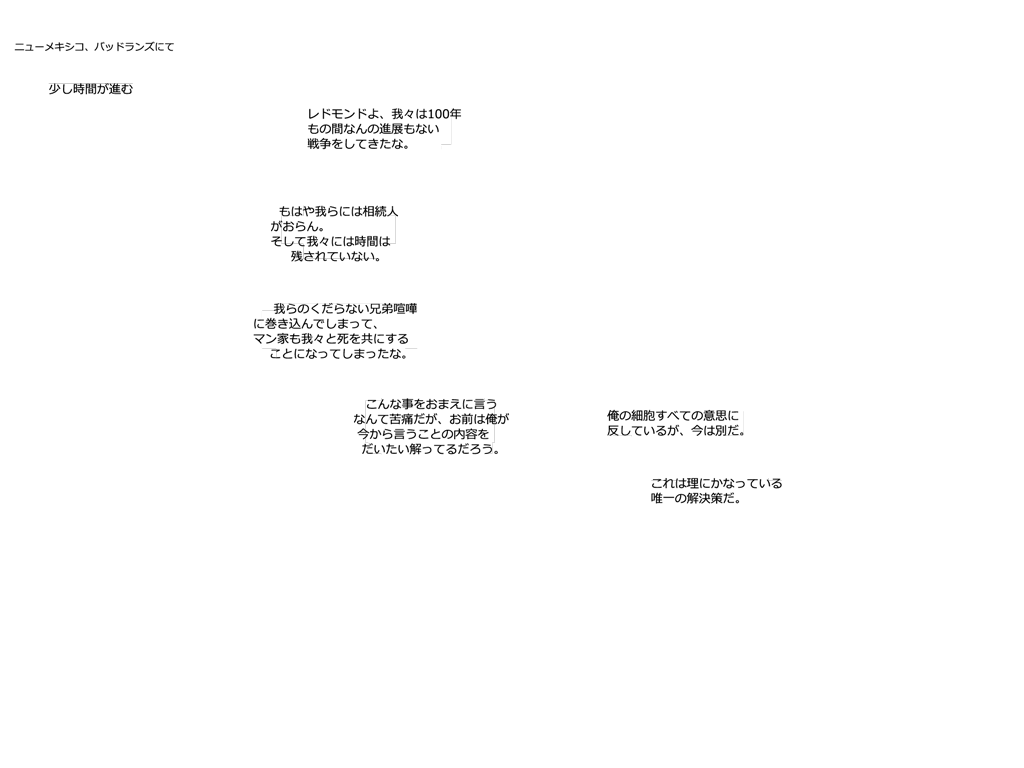 ニューメキシコ、バッドランズにて
少し時間が進む
レドモンドよ、我々は100年
もの間なんの進展もない
戦争をしてきたな。
もはや我らには相続人
がおらん。
そして我々には時間は
残されていない。
我らのくだらない兄弟喧嘩
に巻き込んでしまって、
マン家も我々と死を共にする
ことになってしまったな。
こんな事をおまえに言う
なんて苦痛だが、お前は俺が
今から言うことの内容を
だいたい解ってるだろう。
俺の細胞すべての意思に
反しているが、今は別だ。
これは理にかなっている
唯一の解決策だ。